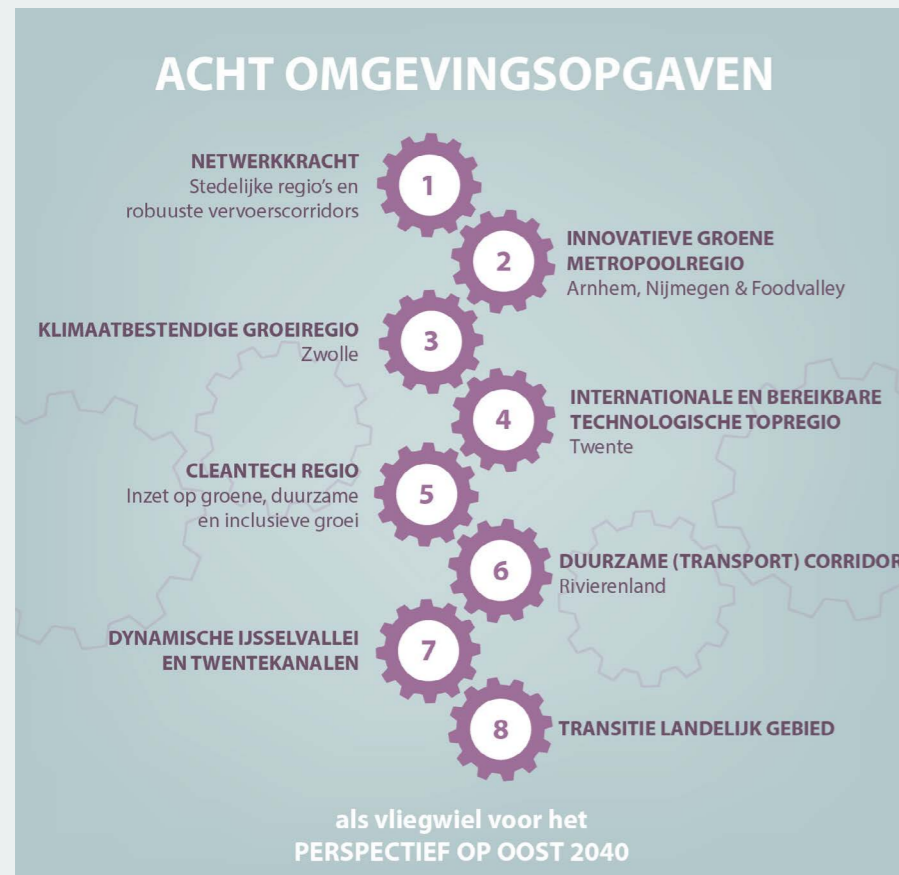 ACHT OMGEVINGSOPGAVEN
NETWERKKRACHT
Stedelijke regio's en
robuuste vervoerscorridors
1
2
INNOVATIEVE GROENE
METROPOOLREGIO
Arnhem, Nijmegen & Foodvalley
KLIMAATBESTENDIGE GROEIREGIO
Zwolle
3
4
INTERNATIONALE EN BEREIKBARE
TECHNOLOGISCHE TOPREGIO
Twente
CLEANTECH REGIO
Inzet op groene, duurzame
en inclusieve groei
5
6
DUURZAME (TRANSPORT) CORRIDOR
Rivierenland
DYNAMISCHE IJSSELVALLEI
EN TWENTEKANALEN
7
8
TRANSITIE LANDELIJK GEBIED
als vliegwiel voor het
PERSPECTIEF OP OOST 2040